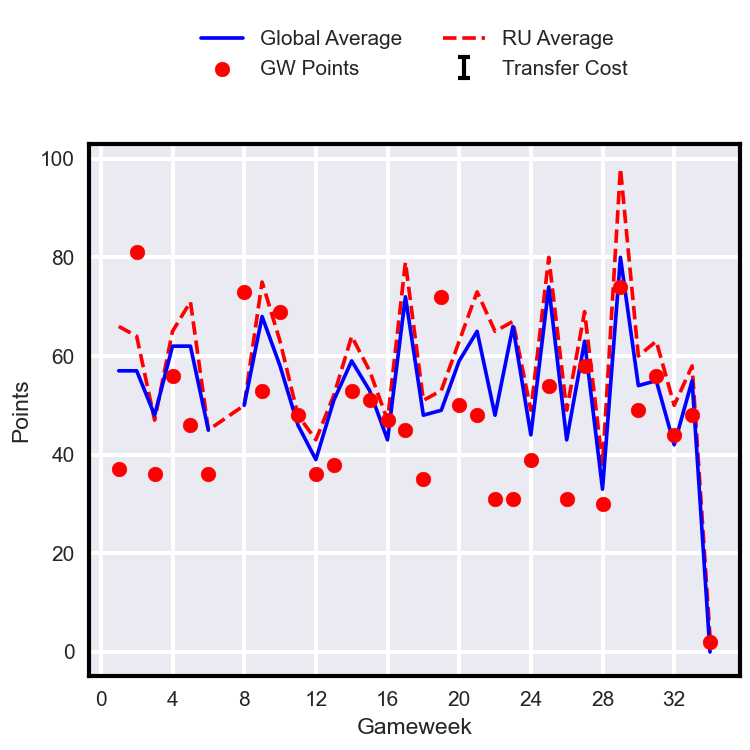 Global Average
RU Average
GW Points
Transfer Cost
100
80
60
40
20
0
Points
0 4 8 12 16 20 24 28 32
Gameweek